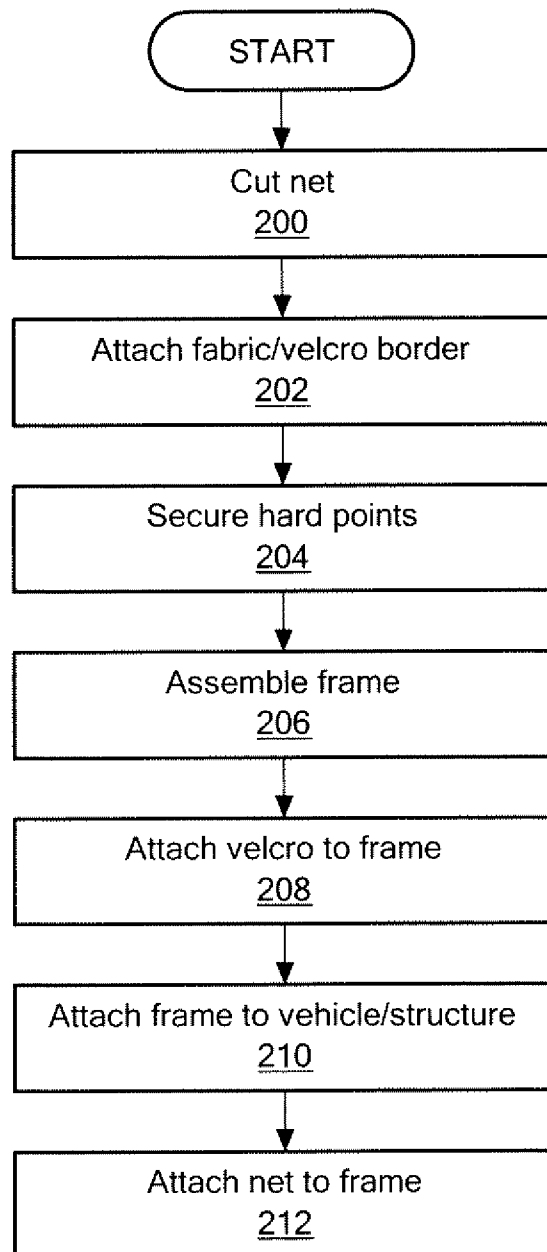 START
Cut net
200
Attach fabric/velcro border
202
Secure hard points
204
Assemble frame
206
Attach velcro to frame
208
Attach frame to vehicle/structure
210
Attach net to frame
212